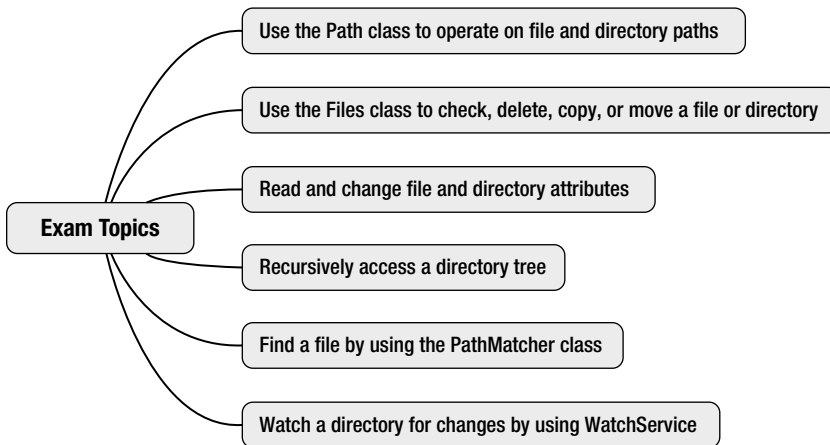 Use the Path class to operate on file and directory paths
Use the Files class to check, delete, copy, or move a file or directory
Read and change file and directory attributes
Exam Topics
Recursively access a directory tree
Find a file by using the PathMatcher class
Watch a directory for changes by using WatchService